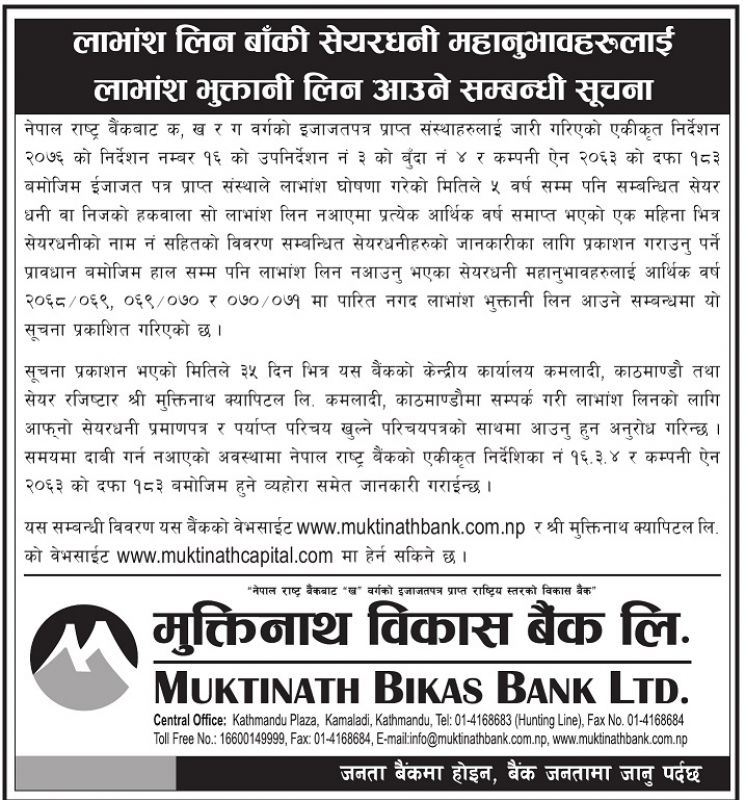 लाभांश लिन बाँकी सेयरधनी महानुभावहरुलाई
लाभांश भुक्तानी लिन आउने सम्बन्धी सूचना
नेपाल राष्ट्र बैंकबाट क, ख र ग वर्गको इजाजतपत्र प्राप्त संस्थाहरुलाई जारी गरिएको एकीकृत निर्देशन
२०७६ को निर्देशन नम्बर १६ को उपनिर्देशन नं ३ को बुँदा नं ४ र कम्पनी ऐन २०६३ को दफा १८३
बमोजिम ईजाजत पत्र प्राप्त संस्थाले लाभांश घोषणा गरेको मितिले ५ वर्ष सम्म पनि सम्बन्धित सेयर
धनी वा निजको हकवाला सो लाभांश लिन नआएमा प्रत्येक आर्थिक वर्ष समाप्त भएको एक महिना भित्र
सेयरधनीको नाम नं सहितको विवरण सम्बन्धित सेयरधनीहरुको जानकारीका लागि प्रकाशन गराउनु पर्ने
प्रावधान बमोजिम हाल सम्म पनि लाभांश लिन नआउनु भएका सेयरधनी महानुभावहरुलाई आर्थिक वर्ष
२०६८/०६९, ०६९/०७० र ०७०/०७१ मा पारित नगद लाभांश भुक्तानी लिन आउने सम्बन्धमा यो
सूचना प्रकाशित गरिएको छ ।
सूचना प्रकाशन भएको मितिले ३५ दिन भित्र यस बैंकको केन्द्रीय कार्यालय कमलादी, काठमाण्डौ तथा
सेयर रजिष्टार श्री मुक्तिनाथ क्यापिटल लि. कमलादी, काठमाण्डौमा सम्पर्क गरी लाभांश लिनको लागि
आफ्नो सेयरधनी प्रमाणपत्र र पर्याप्त परिचय खुल्ने परिचयपत्रको साथमा आउनु हुन अनुरोध गरिन्छ ।
समयमा दाबी गर्न नआएको अवस्थामा नेपाल राष्ट्र बैंकको एकीकृत निर्देशिका नं १६.३.४ र कम्पनी ऐन
२०६३ को दफा १८३ बमोजिम हुने व्यहोरा समेत जानकारी गराईन्छ ।
यस सम्बन्धी विवरण यस बैंकको वेभसाईट www.muktinathbank.com.np र श्री मुक्तिनाथ क्यापिटल लि.
को वेभसाईट www.muktinathcapital.com मा हेर्न सकिने छ ।
"नेपाल राष्ट्र बैंकबाट "ख" वर्गको इजाजतपत्र प्राप्त राष्ट्रिय स्तरको विकास बैंक"
मुक्तिनाथ विकास बैंक लि.
MUKTINATH BIKAS BANK LTD.
Central Office: Kathmandu Plaza, Kamaladi, Kathmandu, Tel: 01-4168683 (Hunting Line), Fax No. 01-4168684
Toll Free No.: 16600149999, Fax: 01-4168684, E-mail:info@muktinathbank.com.np, www.muktinathbank.com.np
जनता बैंकमा होइन, बैंक जनतामा जानु पर्दछ